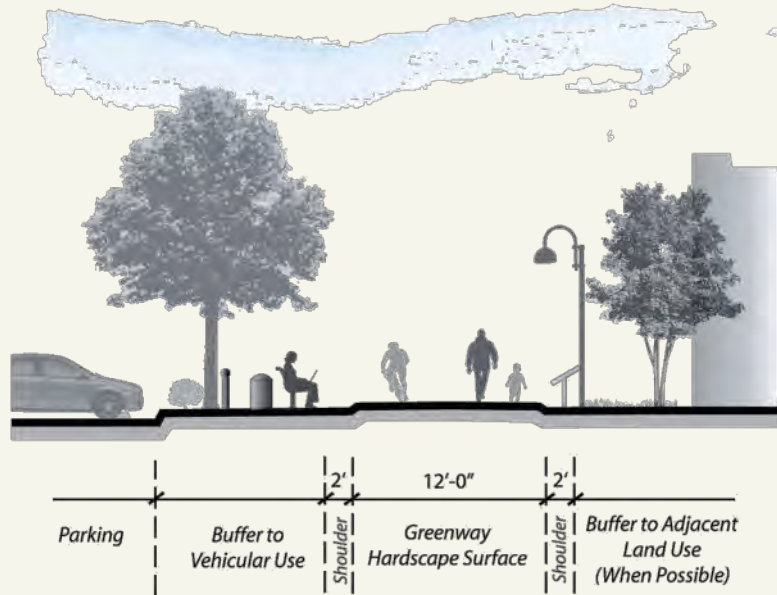 2'
12'-0"
2'
Parking
Buffer to
Vehicular Use
Shoulder
Greenway
Hardscape Surface
Shoulder
Buffer to Adjacent
Land Use
(When Possible)